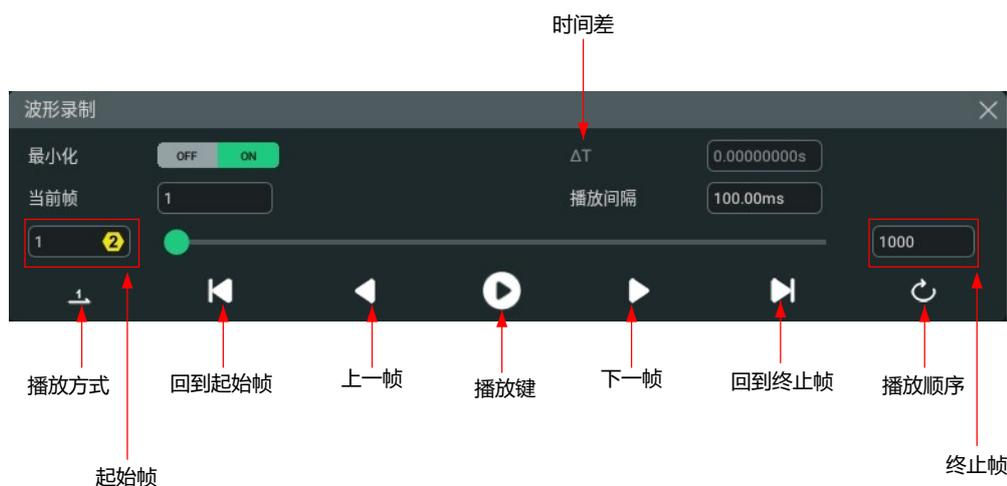 时间差
波形录制
最小化 OFF ON ΔT 0.00000000s
当前帧 1 播放间隔 100.00ms
1 2 1000
1
播放方式 回到起始帧 上一帧 播放键 下一帧 回到终止帧 播放顺序
起始帧 终止帧